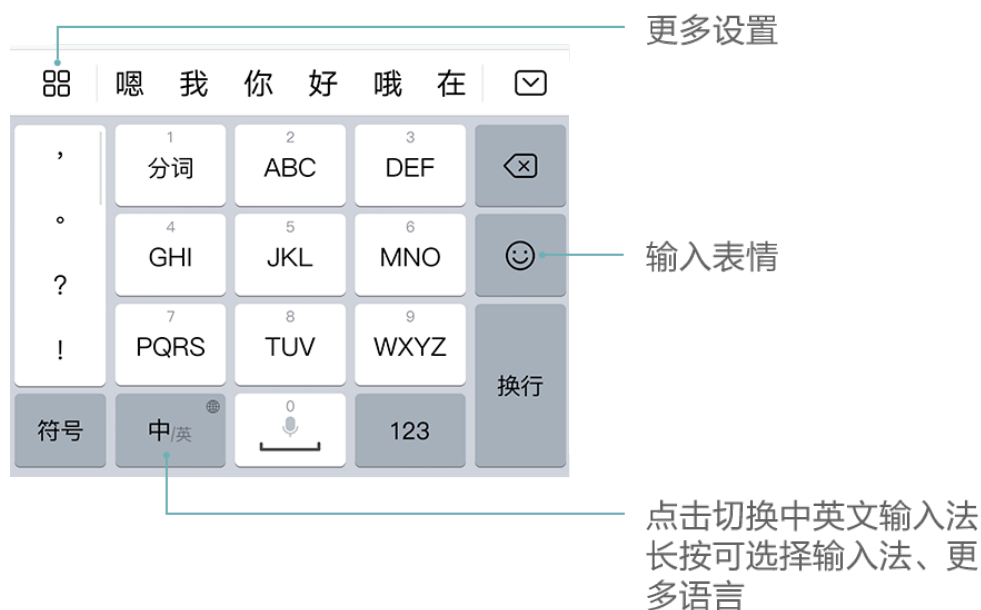 更多设置
嗯 我 你 好 哦 在
，
。
?
!
1
分词
2
ABC
3
DEF
4
GHI
5
JKL
6
MNO
输入表情
7
PQRS
8
TUV
9
WXYZ
换行
符号
中/英
0
123
点击切换中英文输入法
长按可选择输入法、更
多语言